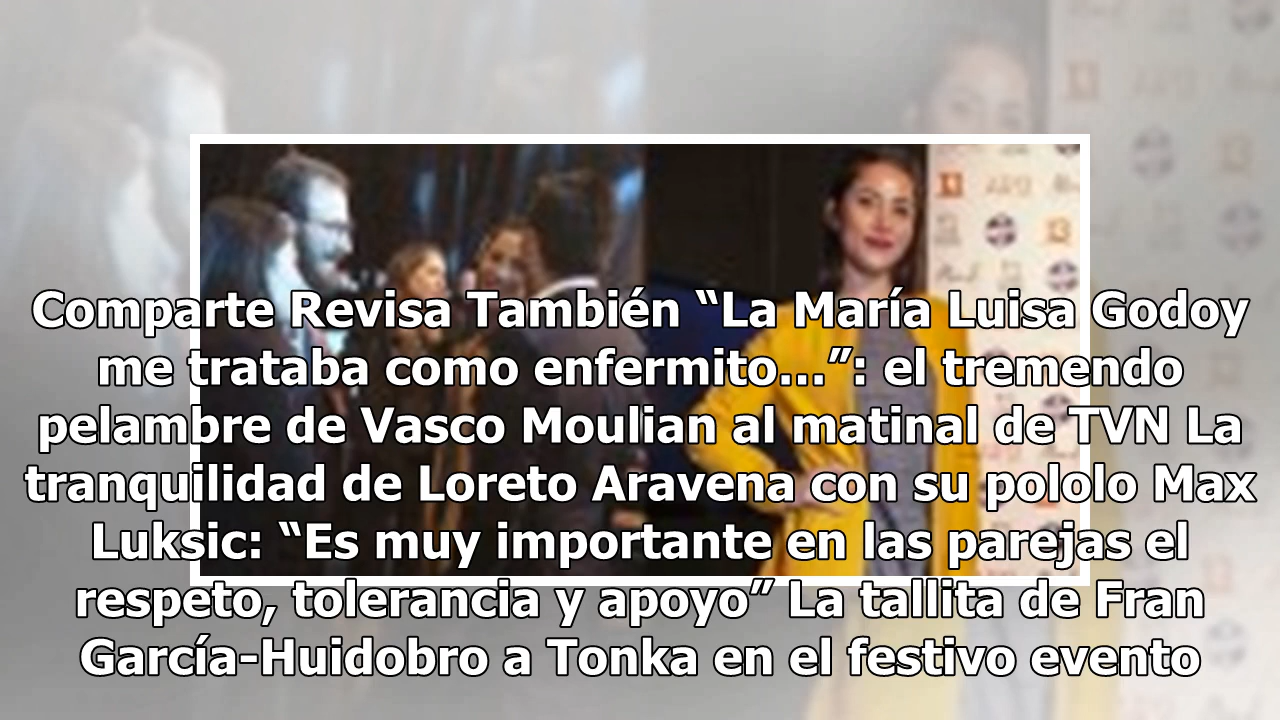 Comparte Revisa También “La María Luisa Godoy
me trataba como enfermito...”: el tremendo
pelambre de Vasco Moulian al matinal de TVN La
tranquilidad de Loreto Aravena con su pololo Max
Luksic: “Es muy importante en las parejas el
respeto, tolerancia y apoyo” La tallita de Fran
García-Huidobro a Tonka en el festivo evento